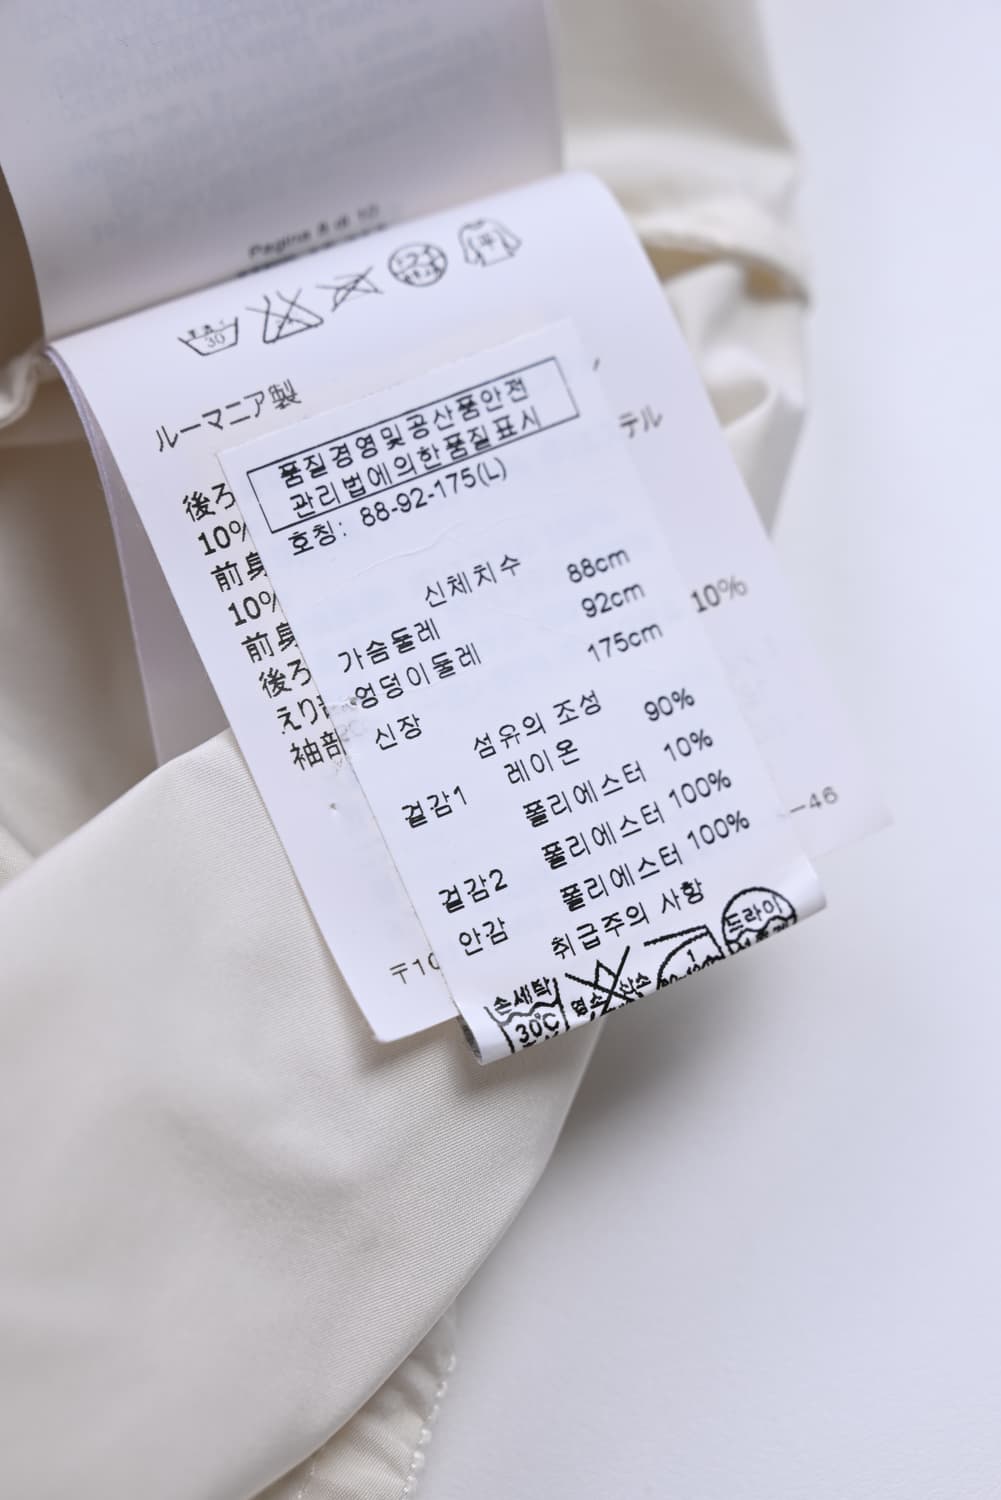 Pagina 8 di 10
30
ルーマニア製
テル
後ろ
10%
前身
10%
10%
前身
後ろ
えり
袖部
-46
〒10
품질경영및공산품안전
관리법에의한품질표시
호칭: 88-92-175(L)
신체치수
가슴둘레 88cm
엉덩이둘레 92cm
신장 175cm
섬유의 조성
겉감1 레이온 90%
폴리에스터 10%
겉감2 폴리에스터 100%
안감 폴리에스터 100%
취급주의 사항
손세탁
30℃
염소
산소
드라이